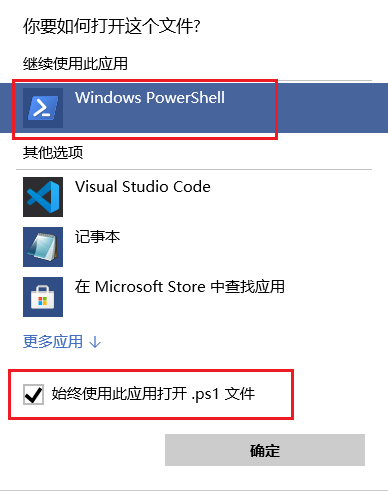 你要如何打开这个文件?
继续使用此应用
Windows PowerShell
其他选项
Visual Studio Code
记事本
在 Microsoft Store 中查找应用
更多应用 ↓
始终使用此应用打开 .ps1 文件
确定